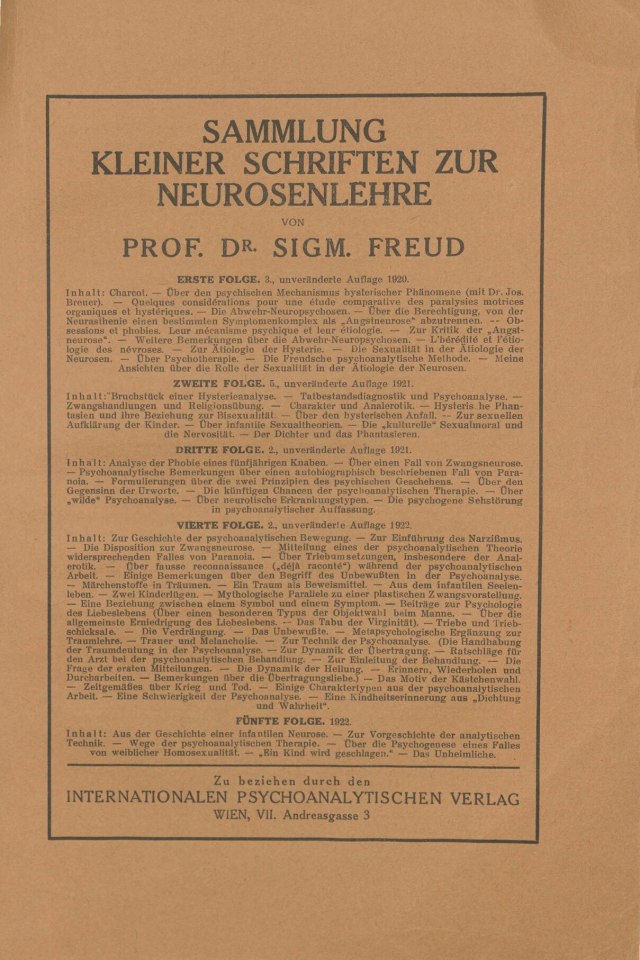 SAMMLUNG
KLEINER SCHRIFTEN ZUR
NEUROSENLEHRE
VON
PROF. DR. SIGM. FREUD
ERSTE FOLGE. 3., unveränderte Auflage 1920.
Inhalt: Charcot. — Über den psychischen Mechanismus hysterischer Phänomene (mit Dr. Jos.
Breuer). — Quelques considérations pour une étude comparative des paralysies motrices
organiques et hystériques. — Die Abwehr-Neuropsychosen. — Über die Berechtigung, von der
Neurasthenie einen bestimmten Symptomenkomplex als „Angstneurose" abzutrennen. — Ob-
sessions et phobies. Leur mécanisme psychique et leur étiologie. — Zur Kritik der „Angst-
neurose". — Weitere Bemerkungen über die Abwehr-Neuropsychosen. — L'hérédité et l'étio-
logie des névroses. — Zur Ätiologie der Hysterie. — Die Sexualität in der Ätiologie der
Neurosen. — Über Psychotherapie. — Die Freudsche psychoanalytische Methode. — Meine
Ansichten über die Rolle der Sexualität in der Ätiologie der Neurosen.
ZWEITE FOLGE. 5., unveränderte Auflage 1921.
Inhalt: Bruchstück einer Hysterieanalyse. — Tatbestandsdiagnostik und Psychoanalyse. —
Zwangshandlungen und Religionsübung. — Charakter und Analerotik. — Hysteris he Phan-
tasien und ihre Beziehung zur Bisexualität. — Über den hysterischen Anfall. — Zur sexuellen
Aufklärung der Kinder. — Über infantile Sexualtheorien. — Die „kulturelle" Sexualmoral und
die Nervosität. — Der Dichter und das Phantasieren.
DRITTE FOLGE. 2., unveränderte Auflage 1921.
Inhalt: Analyse der Phobie eines fünfjährigen Knaben. — Über einen Fall von Zwangsneurose.
— Psychoanalytische Bemerkungen über einen autobiographisch beschriebenen Fall von Para-
noia. — Formulierungen über die zwei Prinzipien des psychischen Geschehens. — Über den
Gegensinn der Urworte. — Die künftigen Chancen der psychoanalytischen Therapie. — Über
„wilde" Psychoanalyse. — Über neurotische Erkrankungstypen. — Die psychogene Sehstörung
in psychoanalytischer Auffassung.
VIERTE FOLGE. 2., unveränderte Auflage 1922.
Inhalt: Zur Geschichte der psychoanalytischen Bewegung. — Zur Einführung des Narzißmus.
— Die Disposition zur Zwangsneurose. — Mitteilung eines der psychoanalytischen Theorie
widersprechenden Falles von Paranoia. — Über Triebumsetzungen, insbesondere der Anal-
erotik. — Über fausse reconnaissance („déjà raconté") während der psychoanalytischen
Arbeit. — Einige Bemerkungen über den Begriff des Unbewußten in der Psychoanalyse.
— Märchenstoffe in Träumen. — Ein Traum als Beweismittel. — Aus dem infantilen Seelen-
leben. — Zwei Kinderlügen. — Mythologische Parallele zu einer plastischen Zwangsvorstellung.
— Eine Beziehung zwischen einem Symbol und einem Symptom. — Beiträge zur Psychologie
des Liebeslebens (Über einen besonderen Typus der Objektwahl beim Manne. — Über die
allgemeinste Erniedrigung des Liebeslebens. — Das Tabu der Virginität). — Triebe und Trieb-
schicksale. — Die Verdrängung. — Das Unbewußte. — Metapsychologische Ergänzung zur
Traumlehre. — Trauer und Melancholie. — Zur Technik der Psychoanalyse. (Die Handhabung
der Traumdeutung in der Psychoanalyse. — Zur Dynamik der Übertragung. — Ratschläge für
den Arzt bei der psychoanalytischen Behandlung. — Zur Einleitung der Behandlung. — Die
Frage der ersten Mitteilungen. — Die Dynamik der Heilung. — Erinnern, Wiederholen und
Durcharbeiten. — Bemerkungen über die Übertragungsliebe.) — Das Motiv der Kästchenwahl.
— Zeitgemäßes über Krieg und Tod. — Einige Charaktertypen aus der psychoanalytischen
Arbeit. — Eine Schwierigkeit der Psychoanalyse. — Eine Kindheitserinnerung aus „Dichtung
und Wahrheit".
FÜNFTE FOLGE. 1922.
Inhalt: Aus der Geschichte einer infantilen Neurose. — Zur Vorgeschichte der analytischen
Technik. — Wege der psychoanalytischen Therapie. — Über die Psychogenese eines Falles
von weiblicher Homosexualität. — „Ein Kind wird geschlagen." — Das Unheimliche.
Zu beziehen durch den
INTERNATIONALEN PSYCHOANALYTISCHEN VERLAG
WIEN, VII. Andreasgasse 3